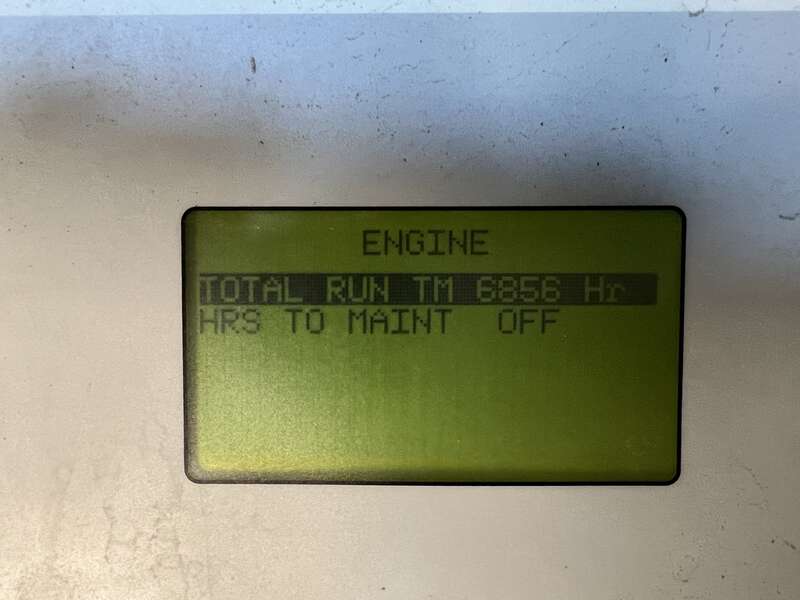 ENGINE
TOTAL RUN TM 6856 Hr
HRS TO MAINT OFF